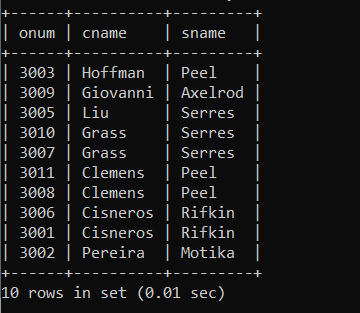 +------+----------+---------+
| onum | cname    | sname   |
+------+----------+---------+
| 3003 | Hoffman  | Peel    |
| 3009 | Giovanni | Axelrod |
| 3005 | Liu      | Serres  |
| 3010 | Grass    | Serres  |
| 3007 | Grass    | Serres  |
| 3011 | Clemens  | Peel    |
| 3008 | Clemens  | Peel    |
| 3006 | Cisneros | Rifkin  |
| 3001 | Cisneros | Rifkin  |
| 3002 | Pereira  | Motika  |
+------+----------+---------+
10 rows in set (0.01 sec)